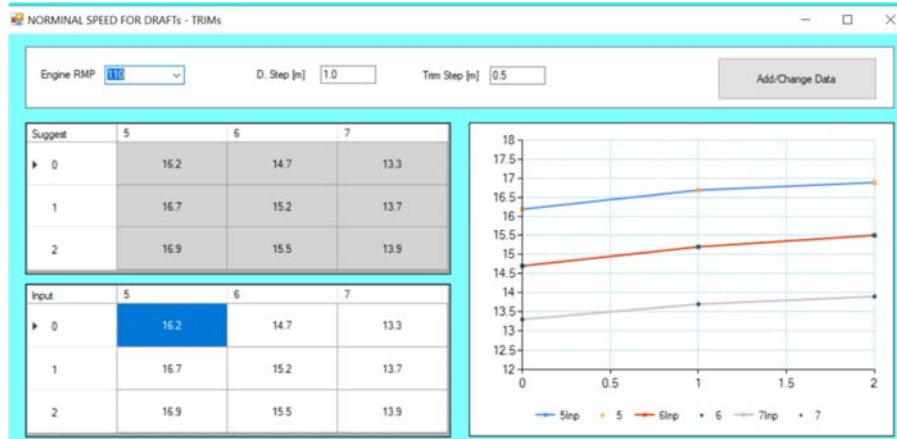 NORMINAL SPEED FOR DRAFTs - TRIMs
Engine RMP 110 D. Step [m] 1.0 Trim Step [m] 0.5 Add/Change Data
Suggest 5 6 7
0 16.2 14.7 13.3
1 16.7 15.2 13.7
2 16.9 15.5 13.9
Input 5 6 7
0 16.2 14.7 13.3
1 16.7 15.2 13.7
2 16.9 15.5 13.9
18
17.5
17
16.5
16
15.5
15
14.5
14
13.5
13
12.5
12
0 0.5 1 1.5 2
5Inp 5 6Inp 6 7Inp 7